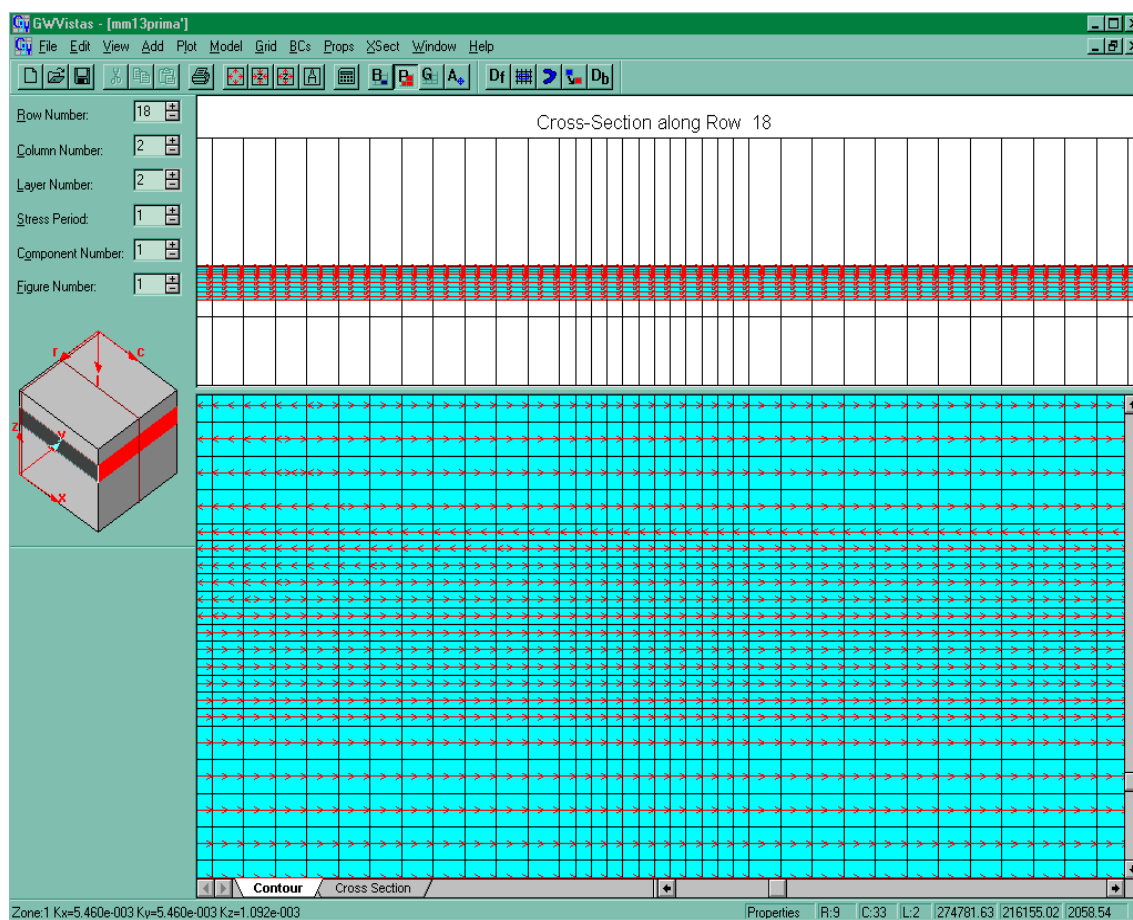 GWVistas - [mm13prima']
File Edit View Add Plot Model Grid BCs Props XSect Window Help
B P G A Df Db
Row Number: 18
Column Number: 2
Layer Number: 2
Stress Period: 1
Component Number: 1
Figure Number: 1
Cross-Section along Row 18
r c
l
z y
x
Contour Cross Section
Zone:1 Kx=5.460e-003 Ky=5.460e-003 Kz=1.092e-003 Properties R:9 C:33 L:2 274781.63 216155.02 2058.54